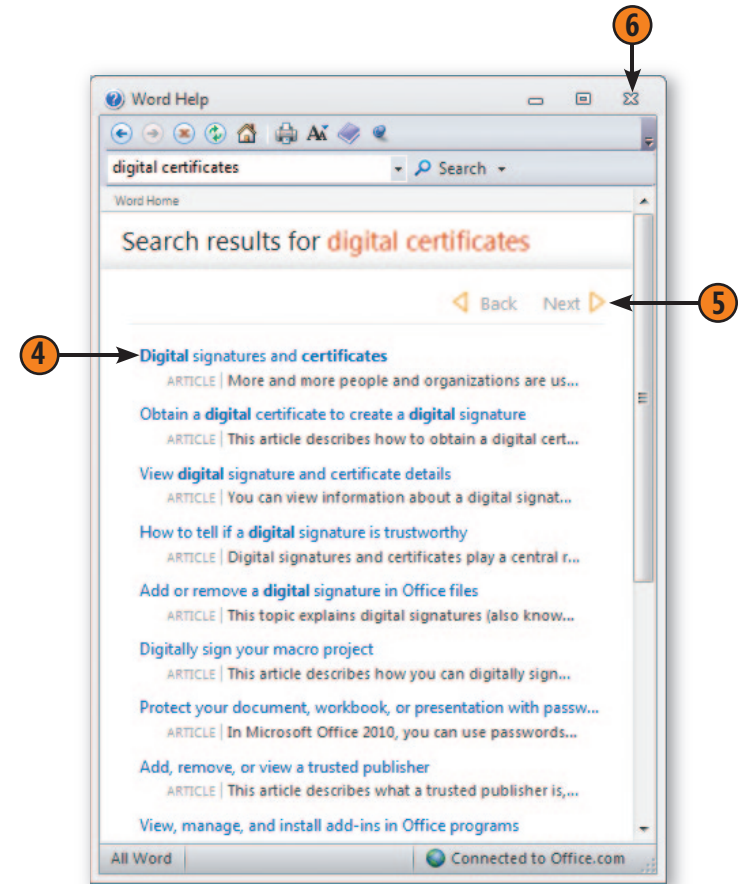 6
Word Help
digital certificates
Search
Word Home
Search results for digital certificates
Back Next
5
4
Digital signatures and certificates
ARTICLE | More and more people and organizations are us...
Obtain a digital certificate to create a digital signature
ARTICLE | This article describes how to obtain a digital cert...
View digital signature and certificate details
ARTICLE | You can view information about a digital signat...
How to tell if a digital signature is trustworthy
ARTICLE | Digital signatures and certificates play a central r...
Add or remove a digital signature in Office files
ARTICLE | This topic explains digital signatures (also know...
Digitally sign your macro project
ARTICLE | This article describes how you can digitally sign...
Protect your document, workbook, or presentation with passw...
ARTICLE | In Microsoft Office 2010, you can use passwords...
Add, remove, or view a trusted publisher
ARTICLE | This article describes what a trusted publisher is,...
View, manage, and install add-ins in Office programs
All Word
Connected to Office.com